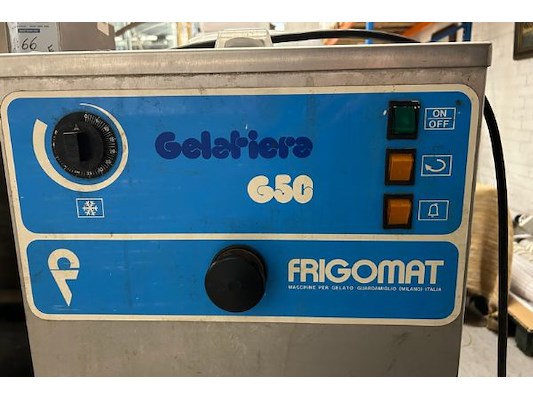 66
ON
OFF
Gelatiera
G50
FRIGOMAT
MACCHINE PER GELATO GUARDAMIGLIO (MILANO) ITALIA